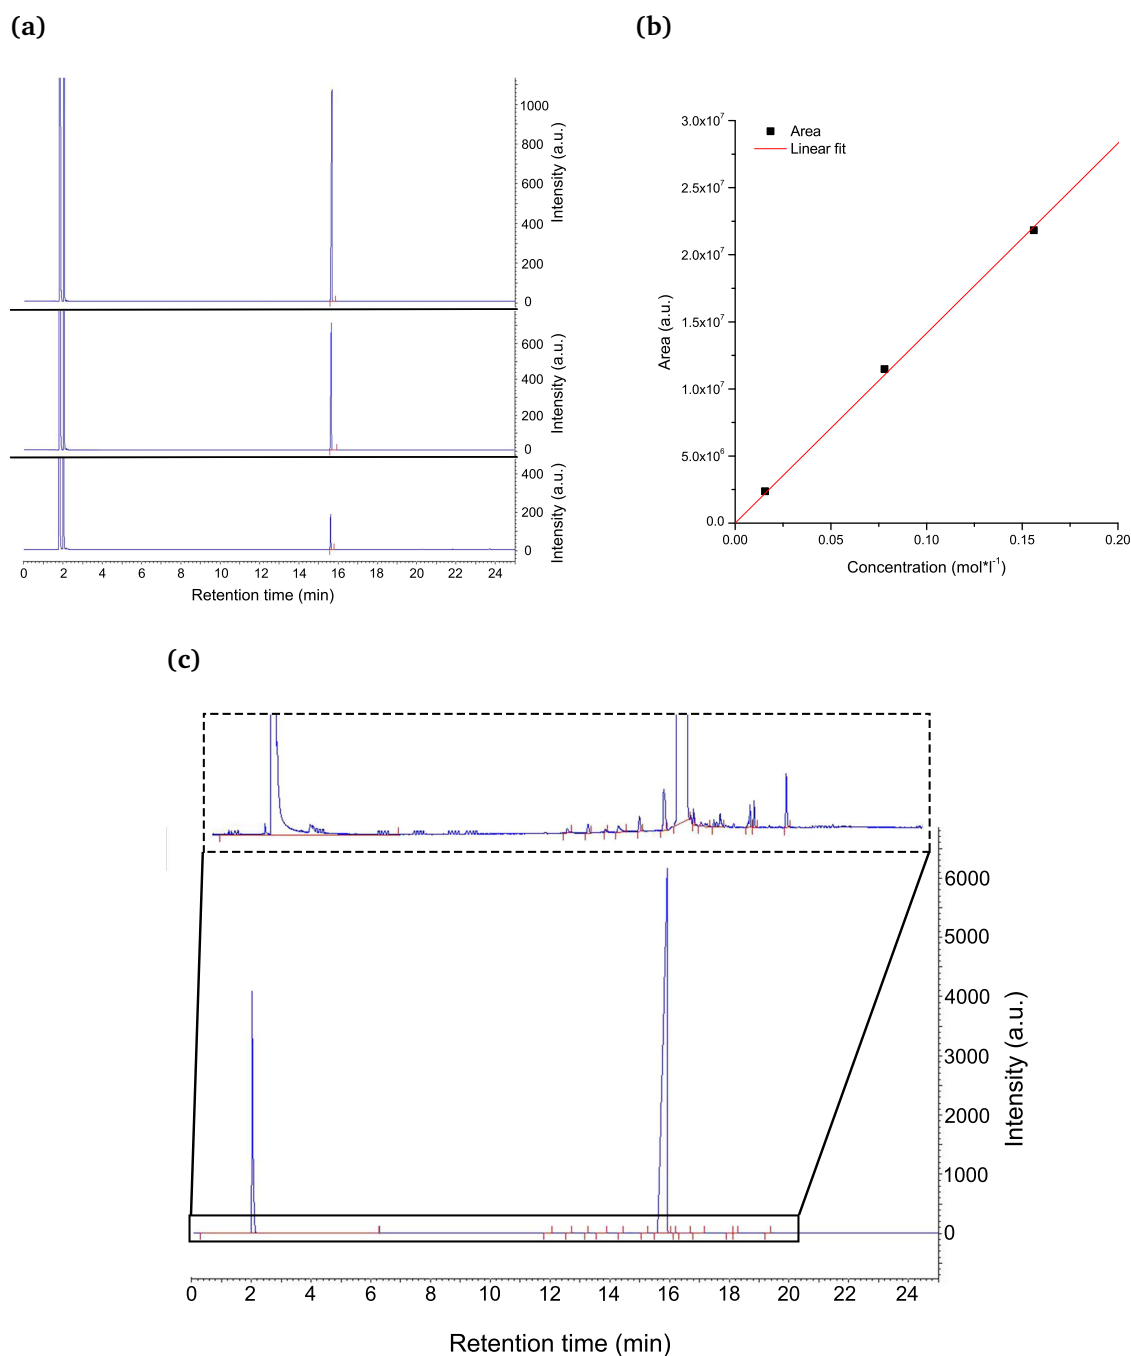 (a)
1000
800
600
400
200
0
Intensity (a.u.)
600
400
200
0
Intensity (a.u.)
400
200
0
Intensity (a.u.)
0 2 4 6 8 10 12 14 16 18 20 22 24
Retention time (min)
(b)
3.0x10⁷
2.5x10⁷
2.0x10⁷
1.5x10⁷
1.0x10⁷
5.0x10⁶
0.0
Area (a.u.)
Area
Linear fit
0.00 0.05 0.10 0.15 0.20
Concentration (mol*l⁻¹)
(c)
6000
5000
4000
3000
2000
1000
0
Intensity (a.u.)
0 2 4 6 8 10 12 14 16 18 20 22 24
Retention time (min)